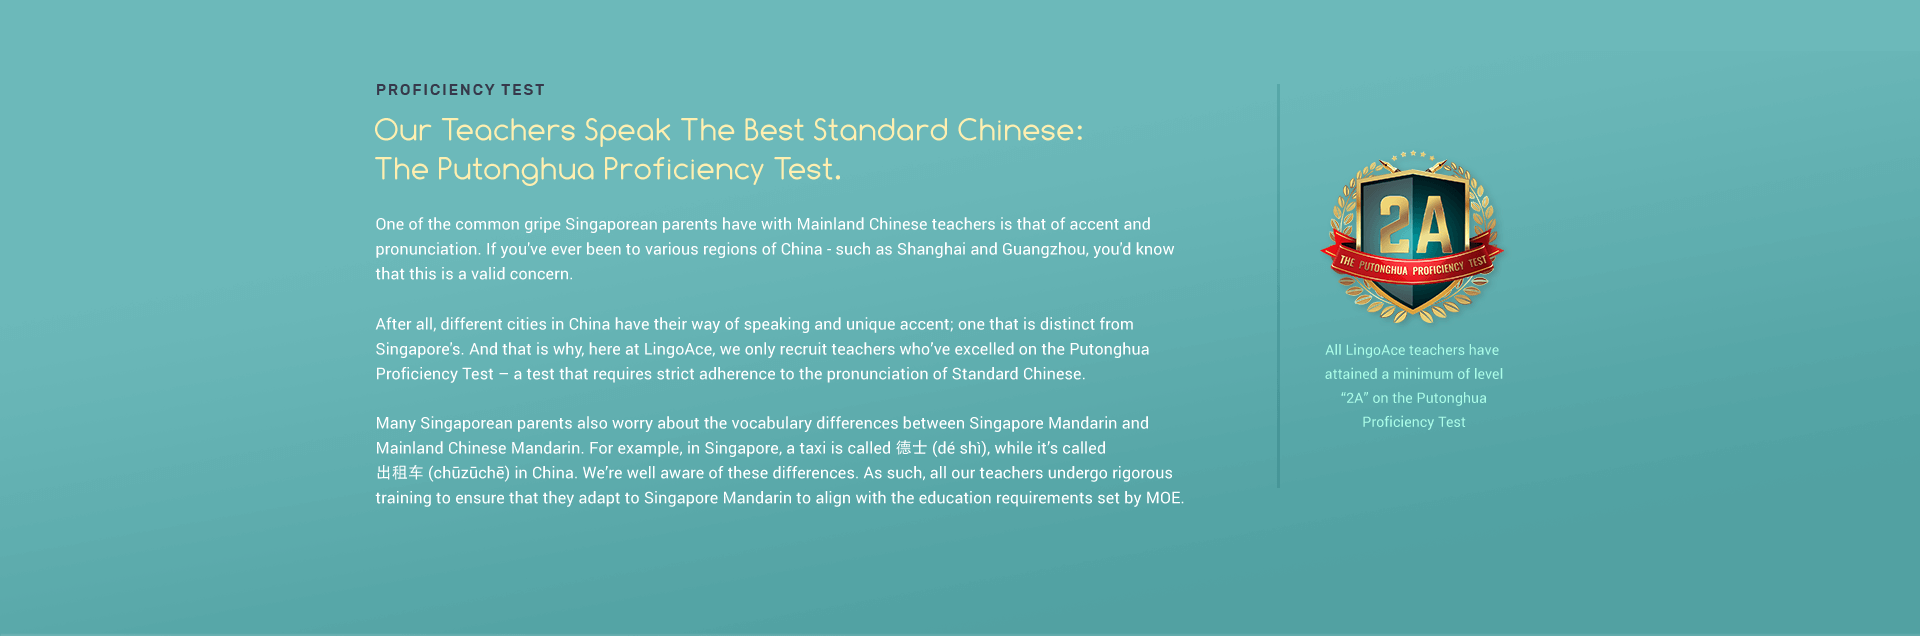 PROFICIENCY TEST
Our Teachers Speak The Best Standard Chinese:
The Putonghua Proficiency Test.
One of the common gripe Singaporean parents have with Mainland Chinese teachers is that of accent and
pronunciation. If you've ever been to various regions of China - such as Shanghai and Guangzhou, you'd know
that this is a valid concern.
After all, different cities in China have their way of speaking and unique accent; one that is distinct from
Singapore's. And that is why, here at LingoAce, we only recruit teachers who've excelled on the Putonghua
Proficiency Test – a test that requires strict adherence to the pronunciation of Standard Chinese.
Many Singaporean parents also worry about the vocabulary differences between Singapore Mandarin and
Mainland Chinese Mandarin. For example, in Singapore, a taxi is called 德士 (dé shì), while it's called
出租车 (chūzūchē) in China. We're well aware of these differences. As such, all our teachers undergo rigorous
training to ensure that they adapt to Singapore Mandarin to align with the education requirements set by MOE.
2A
THE PUTONGHUA PROFICIENCY TEST
All LingoAce teachers have
attained a minimum of level
“2A” on the Putonghua
Proficiency Test